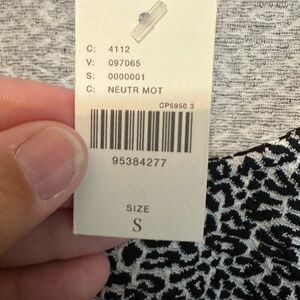 C: 4112
V: 097065
S: 0000001
C: NEUTR MOT
CP5950 3
95384277
SIZE
S